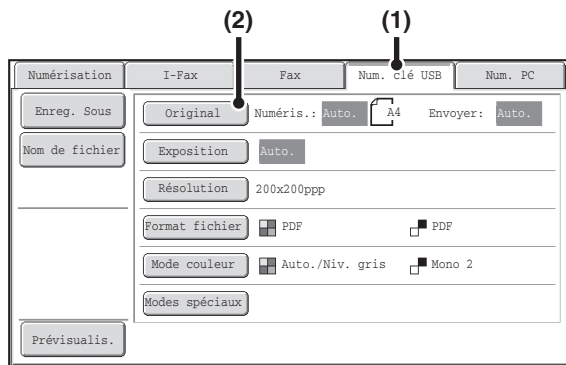 (2) (1)
Numérisation I-Fax Fax Num. clé USB Num. PC
Enreg. Sous Original Numéris.: Auto. A4 Envoyer: Auto.
Nom de fichier Exposition Auto.
Résolution 200x200ppp
Format fichier PDF PDF
Mode couleur Auto./Niv. gris Mono 2
Modes spéciaux
Prévisualis.